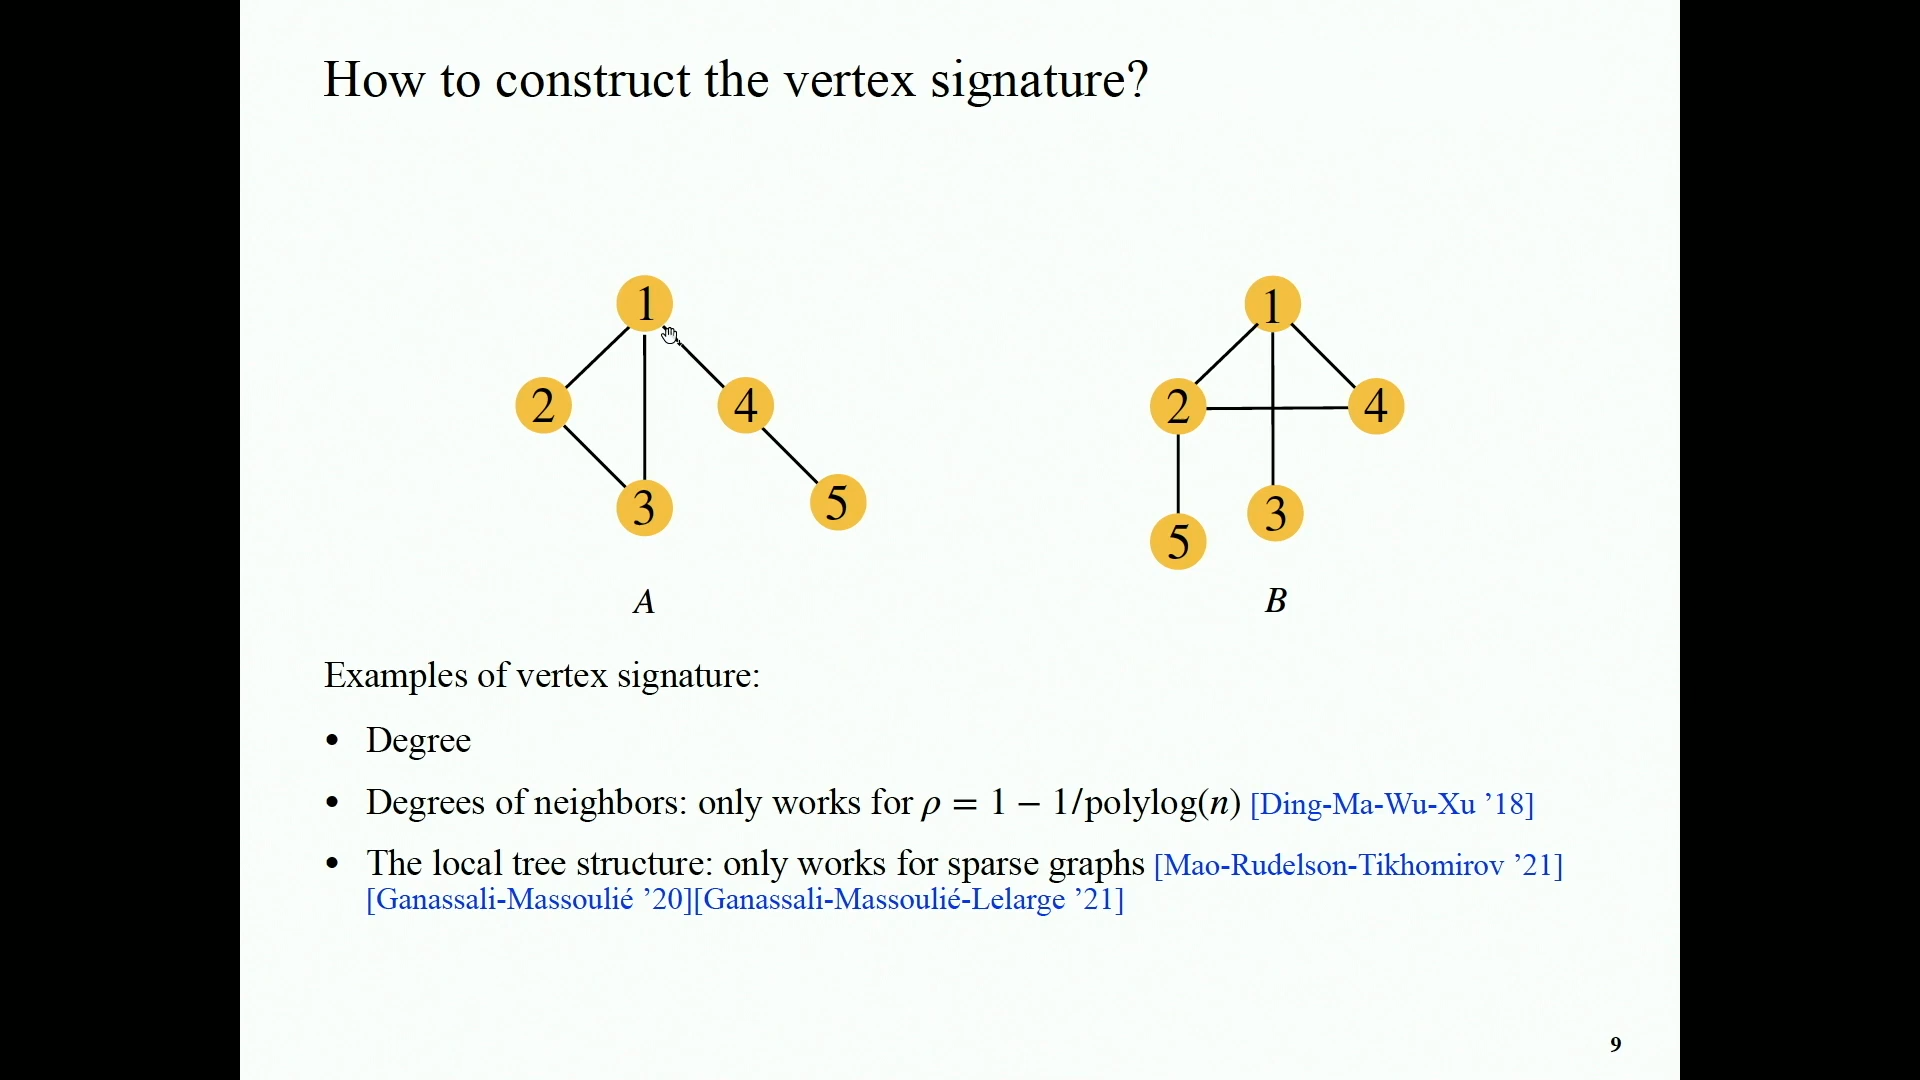 How to construct the vertex signature?
1
1
2
4
2
4
3
5
3
5
A
B
Examples of vertex signature:
• Degree
• Degrees of neighbors: only works for ρ = 1 − 1/polylog(n) [Ding-Ma-Wu-Xu ’18]
• The local tree structure: only works for sparse graphs [Mao-Rudelson-Tikhomirov ’21]
[Ganassali-Massoulié ’20][Ganassali-Massoulié-Lelarge ’21]
9